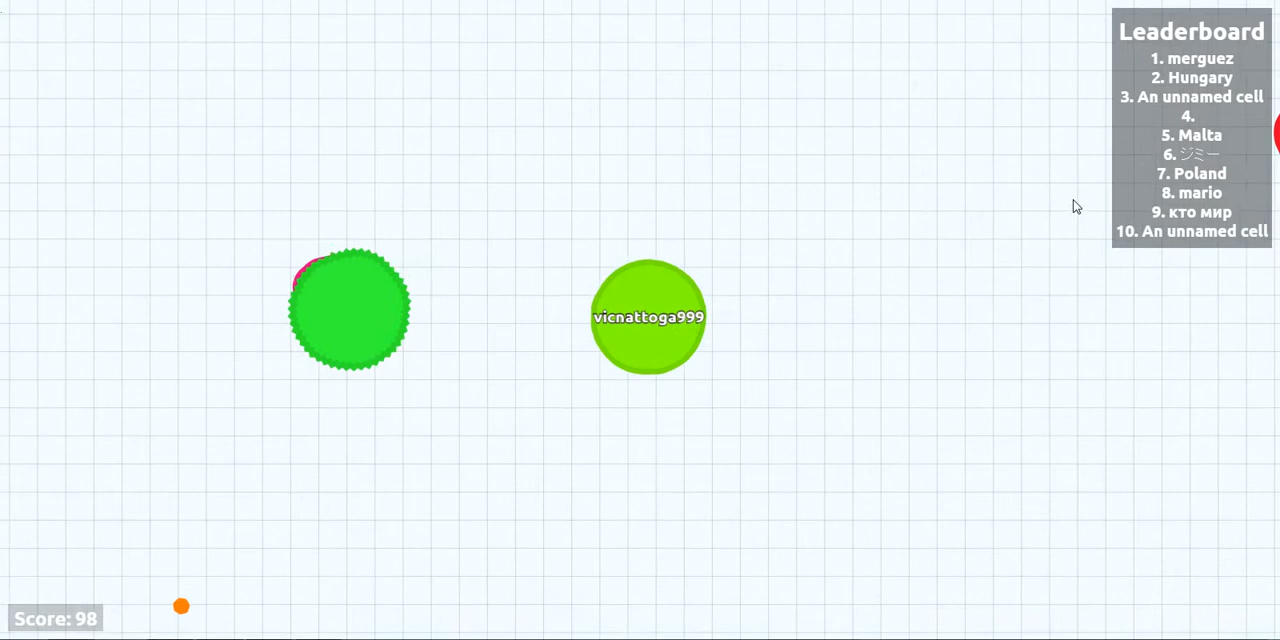 Leaderboard
1. merguez
2. Hungary
3. An unnamed cell
4.
5. Malta
6. ジミー
7. Poland
8. mario
9. кто мир
10. An unnamed cell
vicnattoga999
Score: 98